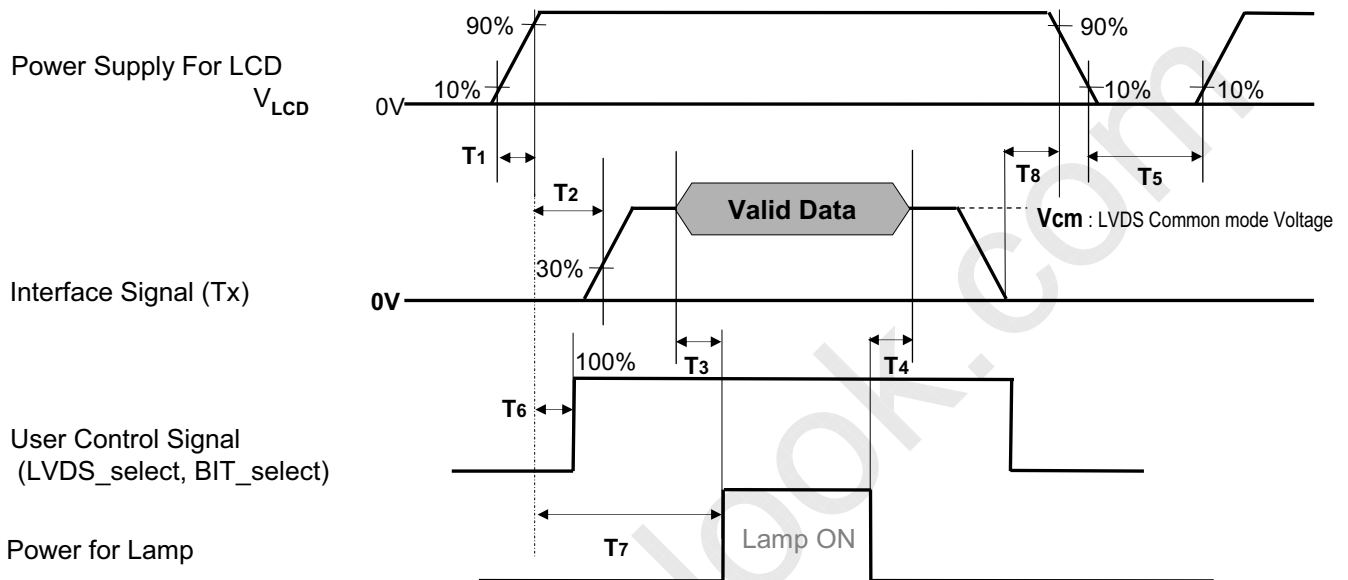 90%
90%
Power Supply For LCD
VLCD
10%
10%
10%
0V
T1
T8
T5
T2
Valid Data
Vcm : LVDS Common mode Voltage
30%
Interface Signal (Tx)
0V
100%
T3
T4
T6
User Control Signal
(LVDS_select, BIT_select)
T7
Lamp ON
Power for Lamp
look.com